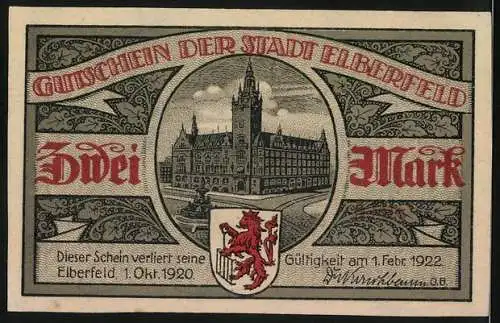 GUTSCHEIN DER STADT ELBERFELD
Zwei Mark
Dieser Schein verliert seine Gültigkeit am 1. Febr. 1922.
Elberfeld, 1. Okt. 1920.
O.B.